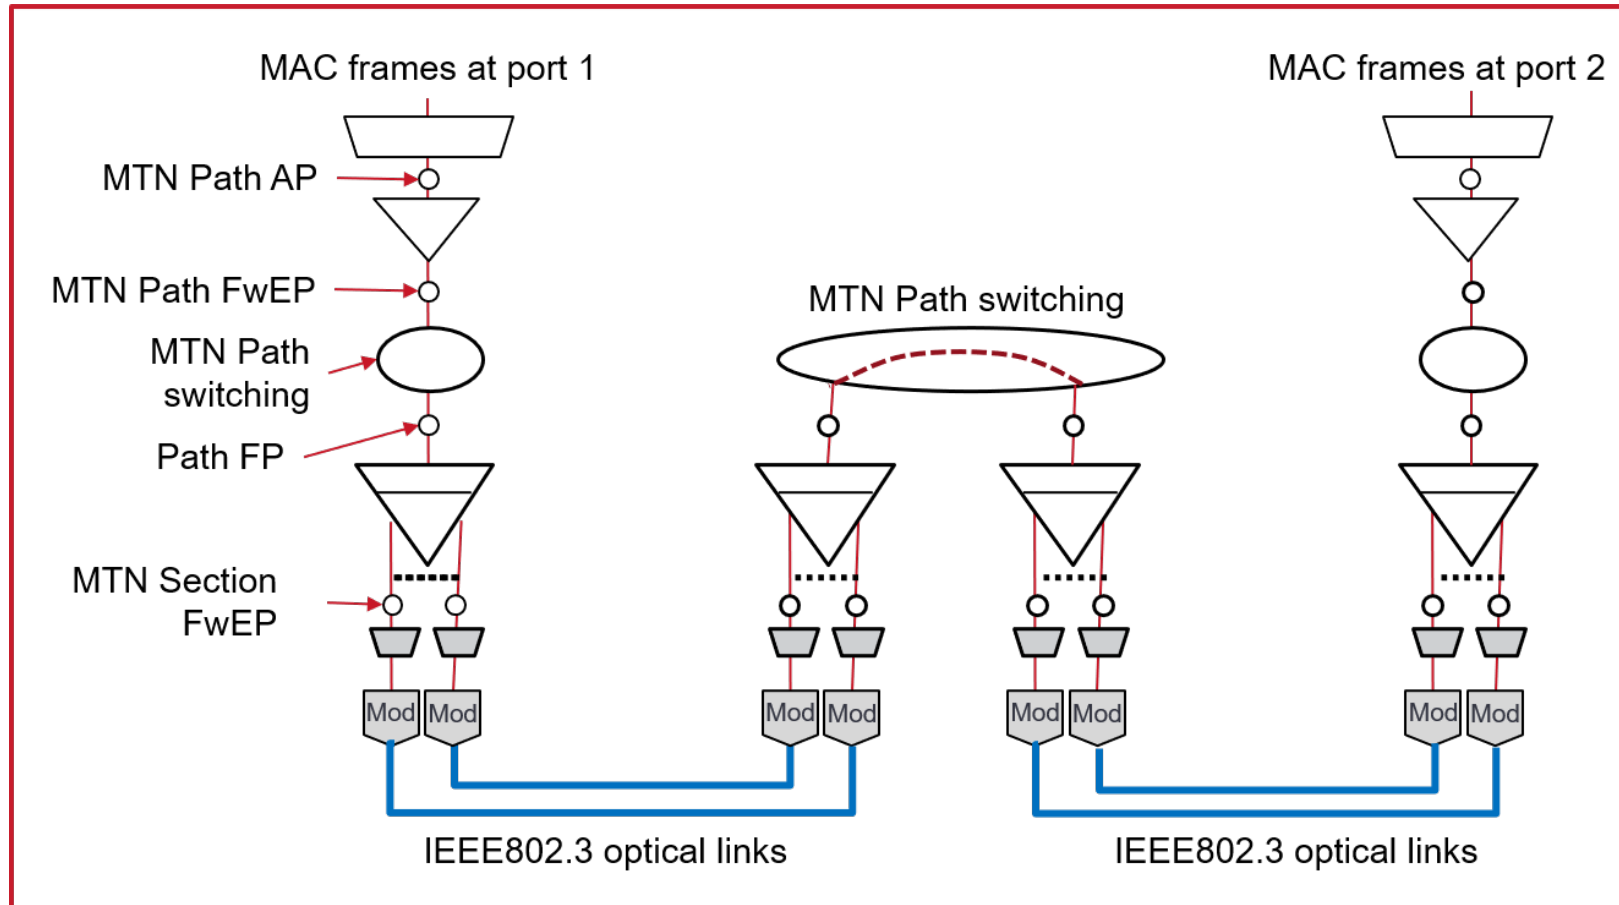 MAC frames at port 1
MAC frames at port 2
MTN Path AP
MTN Path FwEP
MTN Path switching
MTN Path
switching
Path FP
MTN Section
FwEP
Mod
Mod
Mod
Mod
Mod
Mod
Mod
Mod
IEEE802.3 optical links
IEEE802.3 optical links